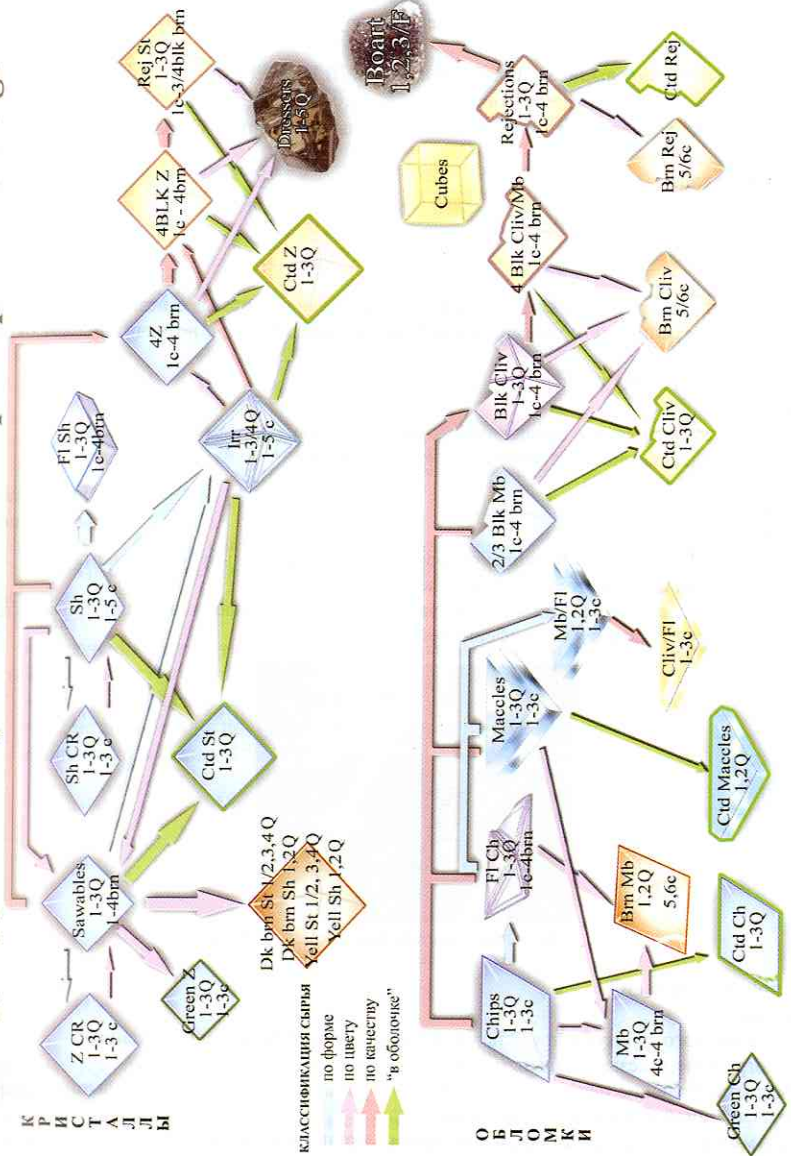 КРИСТАЛЛЫ
Z CR
1-3Q
1-3 c
Sawables
1-3Q
1-4brn
Sh CR
1-3Q
1-3 c
Sh
1-3Q
1-5 c
Fl Sh
1-3Q
1c-4brn
4Z
1c-4 brn
4BLK Z
1c - 4brn
Rej St
1-3Q
1c-3/4blk brn
Green Z
1-3Q
1-3c
Ctd St
1-3Q
Irr
1-3/4Q
1-5 c
Ctd Z
1-3Q
Dressers
1-5Q
Dk brn St 1/2,3,4Q
Dk brn Sh 1,2Q
Yell St 1/2, 3,4Q
Yell Sh 1,2Q
КЛАССИФИКАЦИЯ СЫРЬЯ
по форме
по цвету
по качеству
"в оболочке"
Cubes
Boart
1,2,3/F
ОБЛОМКИ
Chips
1-3Q
1-3c
Fl Ch
1-3Q
1c-4brn
Maccles
1-3Q
1-3c
Mb/Fl
1,2Q
1-3c
2/3 Blk Mb
1c-4 brn
Blk Cliv
1-3Q
1c-4 brn
4 Blk Cliv/Mb
1c-4 brn
Rejections
1-3Q
1c-4 brn
Green Ch
1-3Q
1-3c
Mb
1-3Q
4c-4 brn
Brn Mb
1,2Q
5,6c
Cliv/Fl
1-3c
Ctd Cliv
1-3Q
Brn Cliv
5/6c
Brn Rej
5/6c
Ctd Rej
Ctd Ch
1-3Q
Ctd Maccles
1,2Q